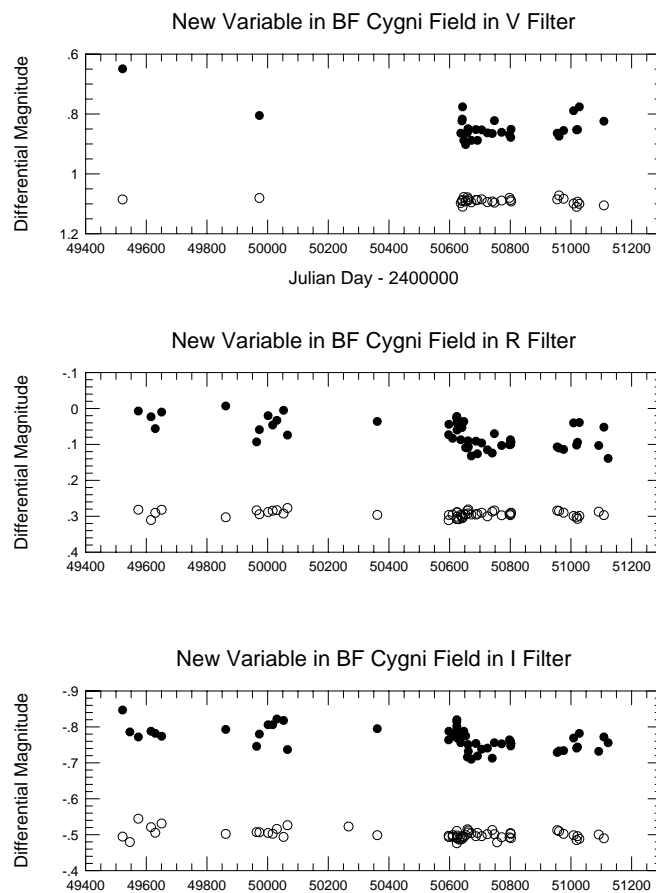 New Variable in BF Cygni Field in V Filter
Differential Magnitude
.6
.8
1
1.2
49400 49600 49800 50000 50200 50400 50600 50800 51000 51200
Julian Day - 2400000
New Variable in BF Cygni Field in R Filter
Differential Magnitude
-.1
0
.1
.2
.3
.4
49400 49600 49800 50000 50200 50400 50600 50800 51000 51200
New Variable in BF Cygni Field in I Filter
Differential Magnitude
-.9
-.8
-.7
-.6
-.5
-.4
49400 49600 49800 50000 50200 50400 50600 50800 51000 51200